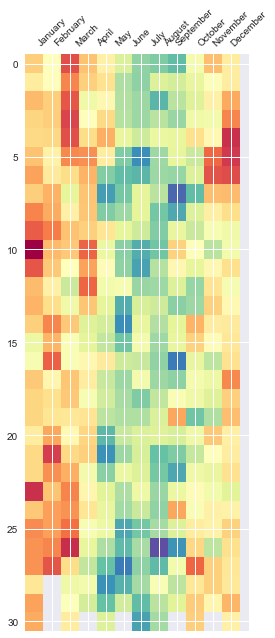 January
February
March
April
May
June
July
August
September
October
November
December
0
5
10
15
20
25
30